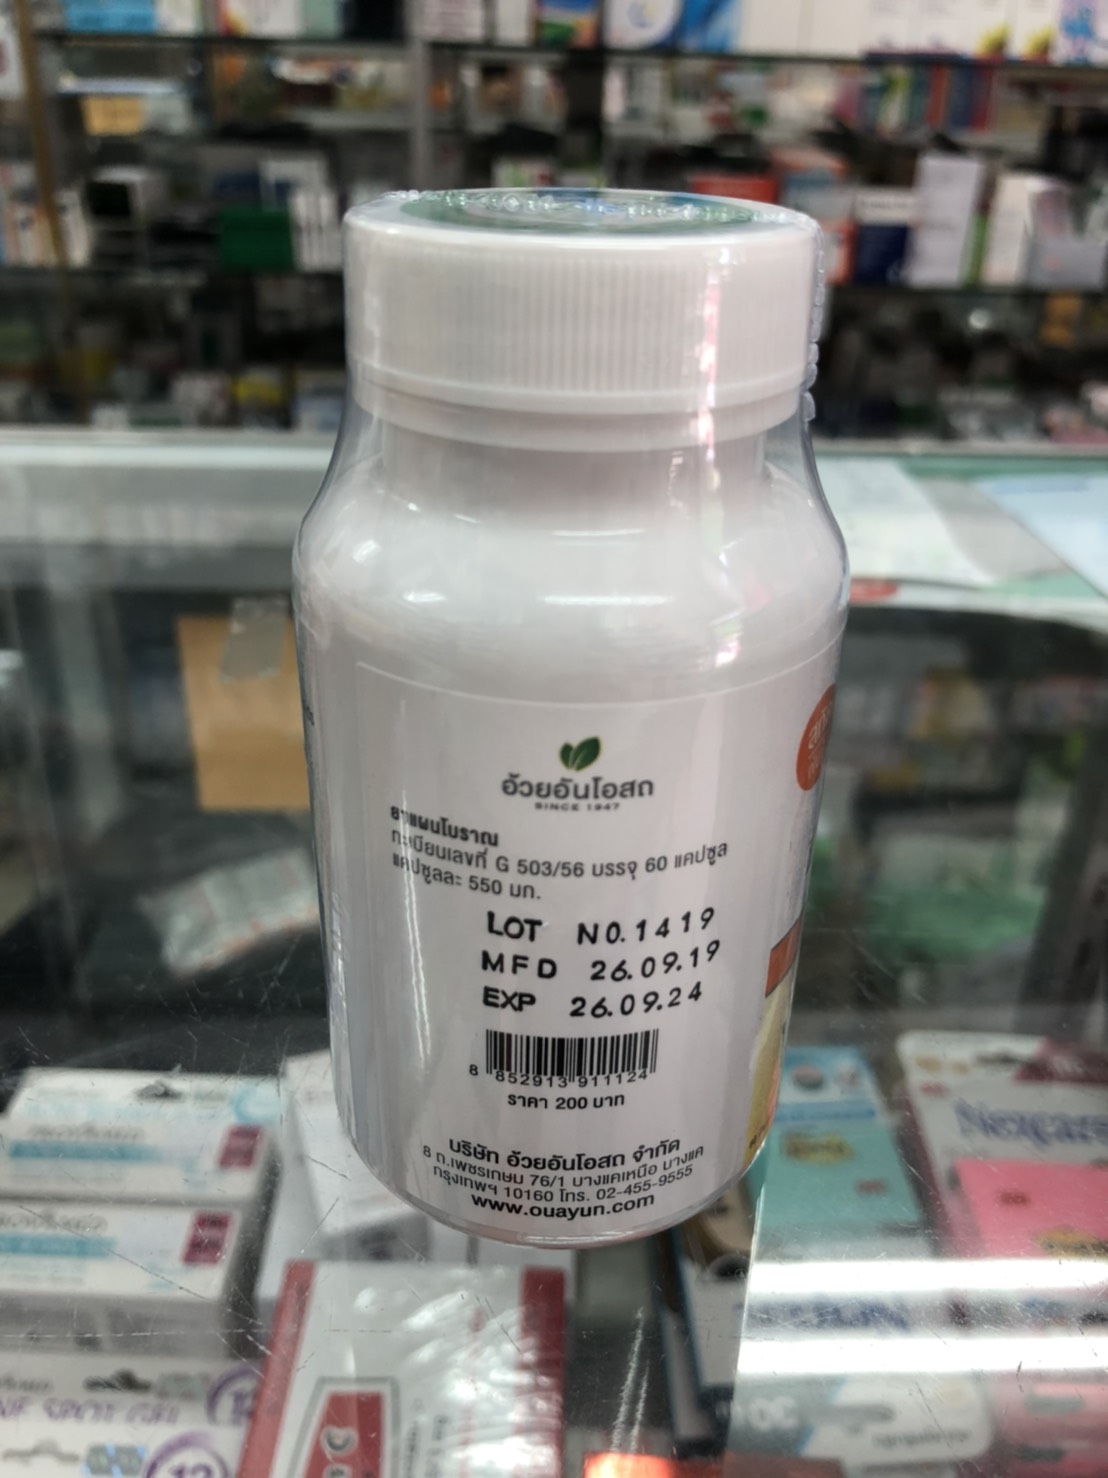 อ้วยอันโอสถ
SINCE 1947
ยาแผนโบราณ
ทะเบียนเลขที่ G 503/56 บรรจุ 60 แคปซูล
แคปซูลละ 550 มก.
LOT NO.1419
MFD 26.09.19
EXP 26.09.24
8 852913 911124
ราคา 200 บาท
บริษัท อ้วยอันโอสถ จำกัด
8 ถ.เพชรเกษม 76/1 บางแคเหนือ บางแค
กรุงเทพฯ 10160 โทร. 02-455-9555
www.ouayun.com
Nexcare